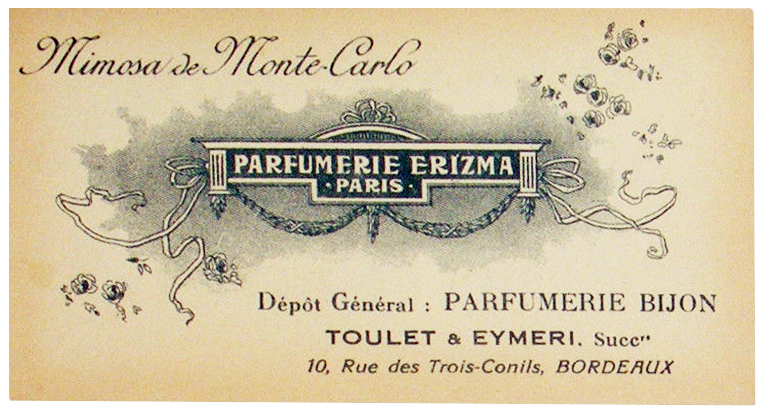 Mimosa de Monte-Carlo
PARFUMERIE ERÏZMA
·PARIS·
Dépôt Général : PARFUMERIE BIJON
TOULET & EYMERI. Succʳˢ
10, Rue des Trois-Conils, BORDEAUX